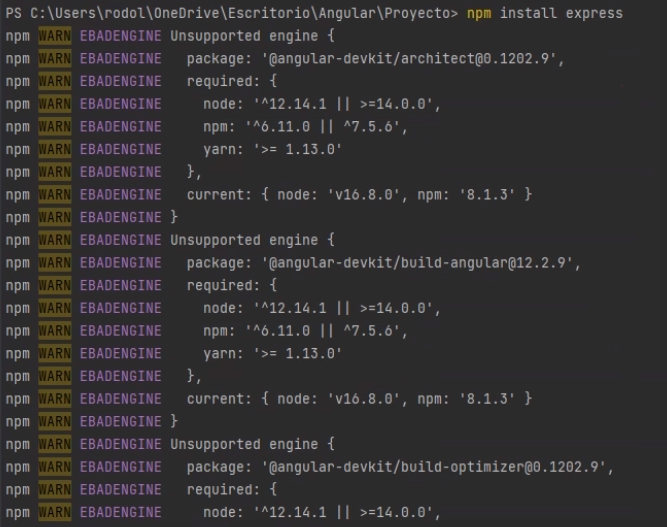 PS C:\Users\rodol\OneDrive\Escritorio\Angular\Proyecto> npm install express
npm WARN EBADENGINE Unsupported engine {
npm WARN EBADENGINE   package: '@angular-devkit/architect@0.1202.9',
npm WARN EBADENGINE   required: {
npm WARN EBADENGINE     node: '^12.14.1 || >=14.0.0',
npm WARN EBADENGINE     npm: '^6.11.0 || ^7.5.6',
npm WARN EBADENGINE     yarn: '>= 1.13.0'
npm WARN EBADENGINE   },
npm WARN EBADENGINE   current: { node: 'v16.8.0', npm: '8.1.3' }
npm WARN EBADENGINE }
npm WARN EBADENGINE Unsupported engine {
npm WARN EBADENGINE   package: '@angular-devkit/build-angular@12.2.9',
npm WARN EBADENGINE   required: {
npm WARN EBADENGINE     node: '^12.14.1 || >=14.0.0',
npm WARN EBADENGINE     npm: '^6.11.0 || ^7.5.6',
npm WARN EBADENGINE     yarn: '>= 1.13.0'
npm WARN EBADENGINE   },
npm WARN EBADENGINE   current: { node: 'v16.8.0', npm: '8.1.3' }
npm WARN EBADENGINE }
npm WARN EBADENGINE Unsupported engine {
npm WARN EBADENGINE   package: '@angular-devkit/build-optimizer@0.1202.9',
npm WARN EBADENGINE   required: {
npm WARN EBADENGINE     node: '^12.14.1 || >=14.0.0',